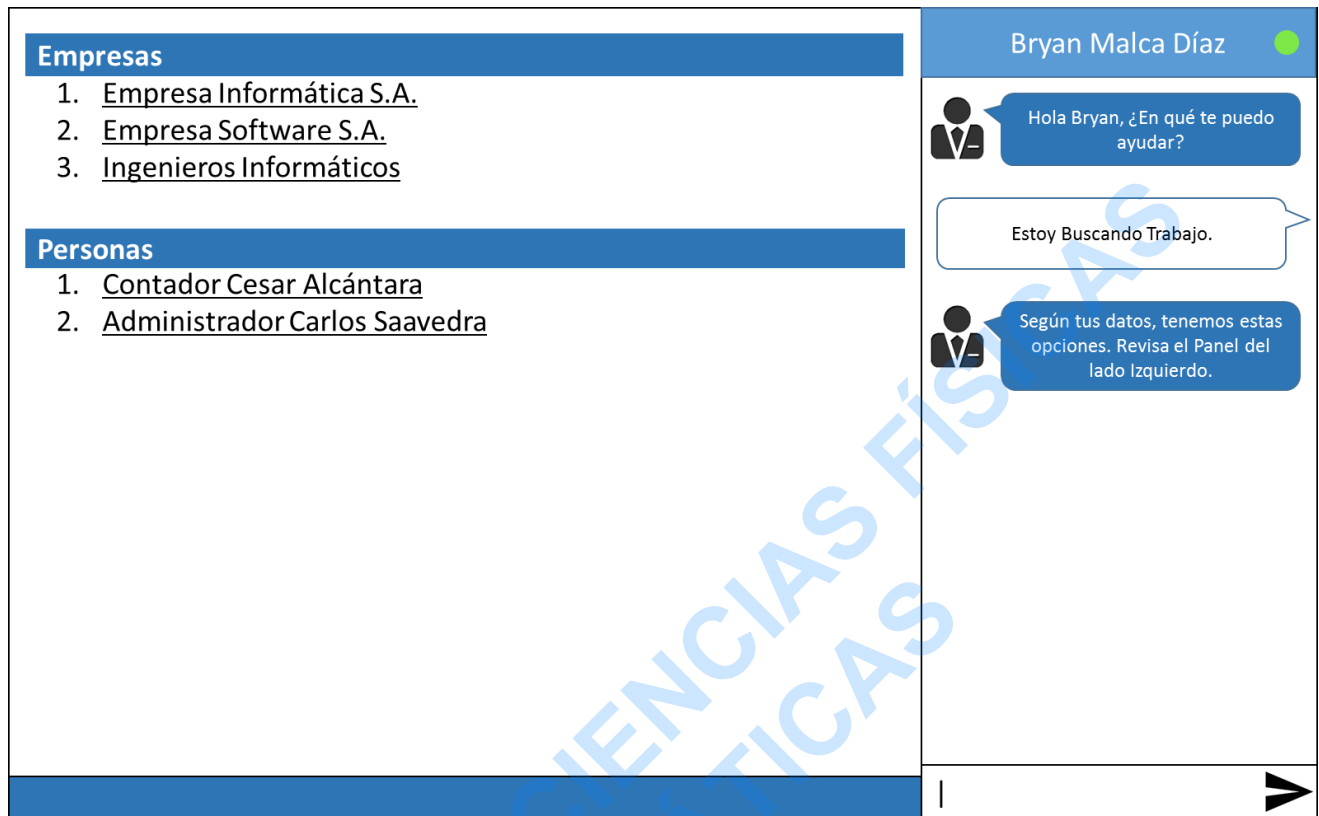 Empresas
1. Empresa Informática S.A.
2. Empresa Software S.A.
3. Ingenieros Informáticos
Personas
1. Contador Cesar Alcántara
2. Administrador Carlos Saavedra
Bryan Malca Díaz
Hola Bryan, ¿En qué te puedo
ayudar?
Estoy Buscando Trabajo.
Según tus datos, tenemos estas
opciones. Revisa el Panel del
lado Izquierdo.
CIENCIAS FÍSICAS